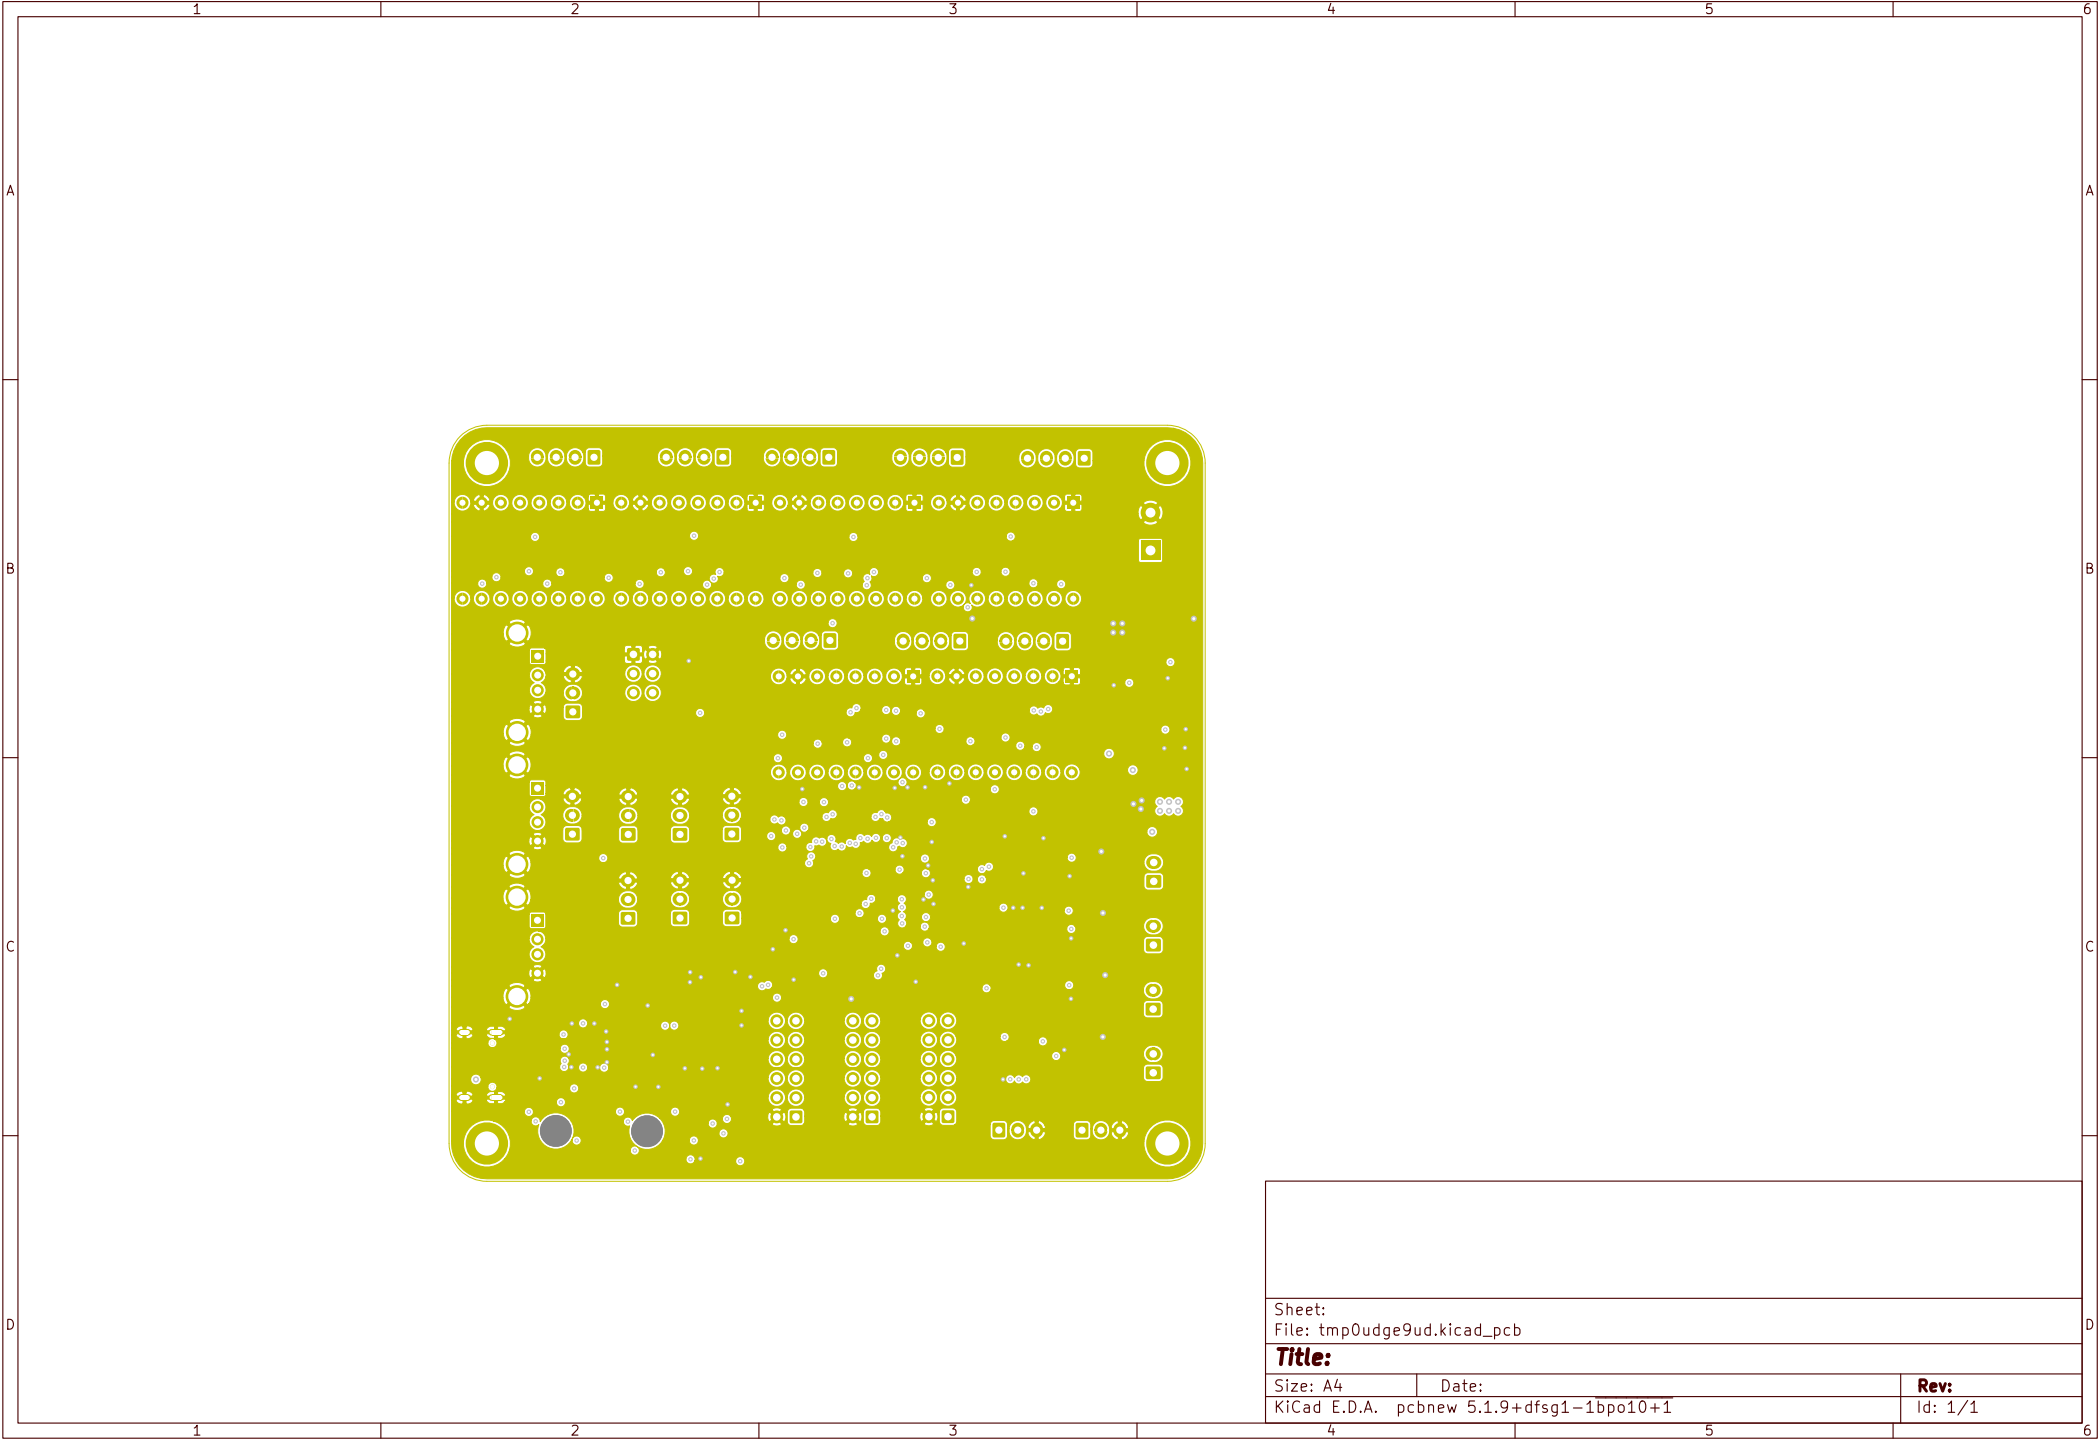 1 2 3 4 5 6
A A
B B
C C
D D
Sheet:
File: tmp0udge9ud.kicad_pcb
Title:
Size: A4 Date: Rev:
KiCad E.D.A. pcbnew 5.1.9+dfsg1-1bpo10+1 Id: 1/1
1 2 3 4 5 6